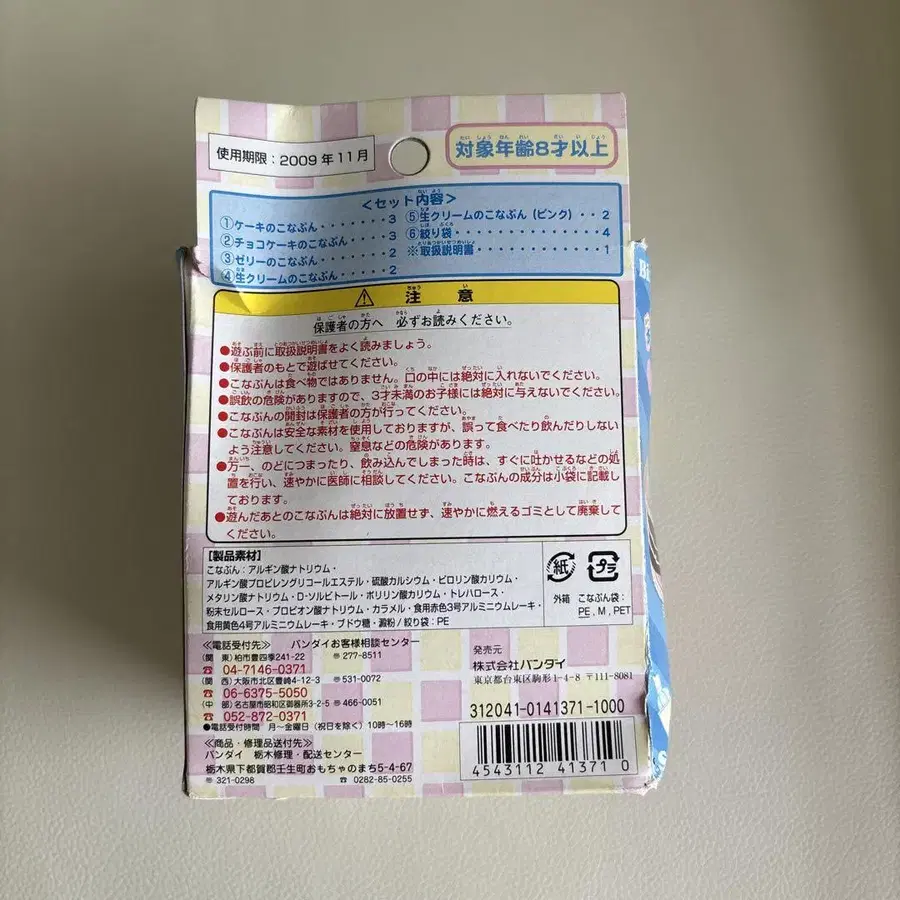 使用期限：2009年11月
対象年齢8才以上
<セット内容>
①ケーキのこなぷん・・・・・・3
②チョコケーキのこなぷん・・・・3
③ゼリーのこなぷん・・・・・・2
④生クリームのこなぷん・・・・・2
⑤生クリームのこなぷん（ピンク）・・2
⑥絞り袋・・・・・・・・・・・4
※取扱説明書・・・・・・・・・1
⚠ 注意
保護者の方へ 必ずお読みください。
●遊ぶ前に取扱説明書をよく読みましょう。
●保護者のもとで遊ばせてください。
●こなぷんは食べ物ではありません。口の中には絶対に入れないでください。
●誤飲の危険がありますので、3才未満のお子様には絶対に与えないでください。
●こなぷんの開封は保護者の方が行ってください。
●こなぷんは安全な素材を使用しておりますが、誤って食べたり飲んだりしない
よう注意してください。窒息などの危険があります。
●万一、のどにつまったり、飲み込んでしまった時は、すぐに吐かせるなどの処
置を行い、速やかに医師に相談してください。こなぷんの成分は小袋に記載し
ております。
●遊んだあとのこなぷんは絶対に放置せず、速やかに燃えるゴミとして廃棄して
ください。
【製品素材】
こなぷん：アルギン酸ナトリウム・
アルギン酸プロピレングリコールエステル・硫酸カルシウム・ピロリン酸カリウム・
メタリン酸ナトリウム・D-ソルビトール・ポリリン酸カリウム・トレハロース・
粉末セルロース・プロピオン酸ナトリウム・カラメル・食用赤色3号アルミニウムレーキ・
食用黄色4号アルミニウムレーキ・ブドウ糖・澱粉/絞り袋：PE
紙
外箱
プラ
こなぷん袋：
PE , M , PET
≪電話受付先≫ バンダイお客様相談センター
(関 東)柏市豊四季241-22 〠277-8511
☎ 04-7146-0371
(関 西)大阪市北区豊崎4-12-3 〠531-0072
☎ 06-6375-5050
(中 部)名古屋市昭和区御器所3-2-5 〠466-0051
☎ 052-872-0371
●電話受付時間 月～金曜日(祝日を除く)10時～16時
≪商品・修理品送付先≫
バンダイ 栃木修理・配送センター
栃木県下都賀郡壬生町おもちゃのまち5-4-67
〠321-0298 ☎ 0282-85-0255
発売元
株式会社バンダイ
東京都台東区駒形1-4-8 〒111-8081
312041-0141371-1000
4543112 413710